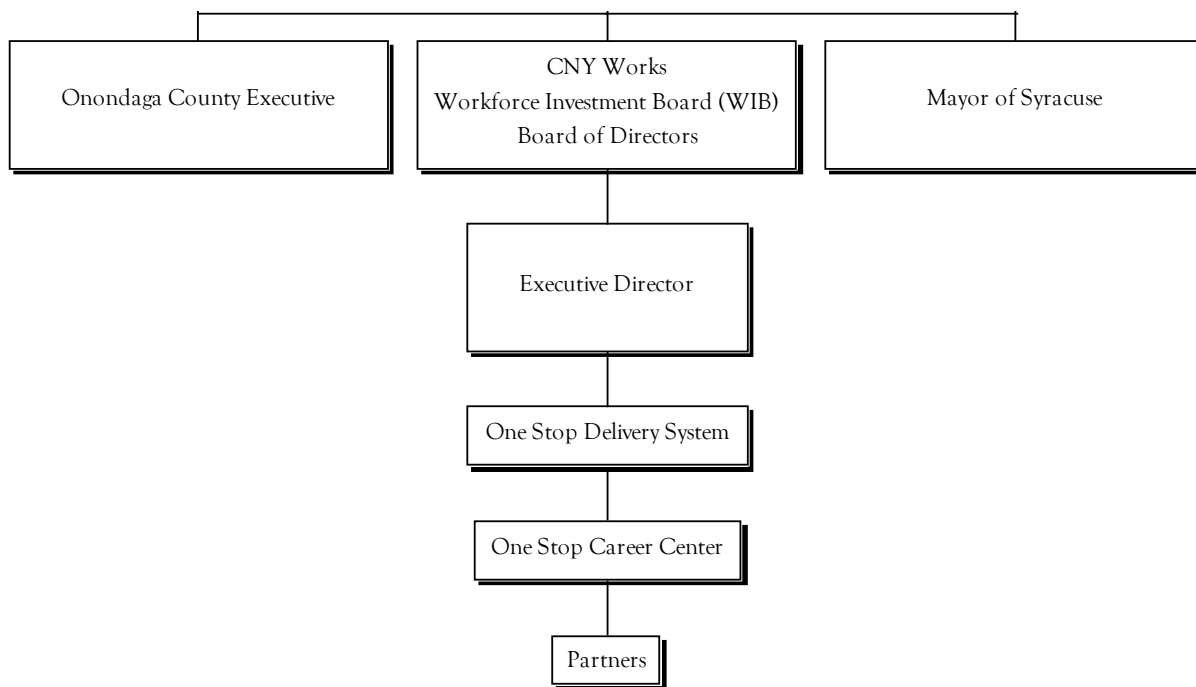 Onondaga County Executive
CNY Works
Workforce Investment Board (WIB)
Board of Directors
Mayor of Syracuse
Executive Director
One Stop Delivery System
One Stop Career Center
Partners